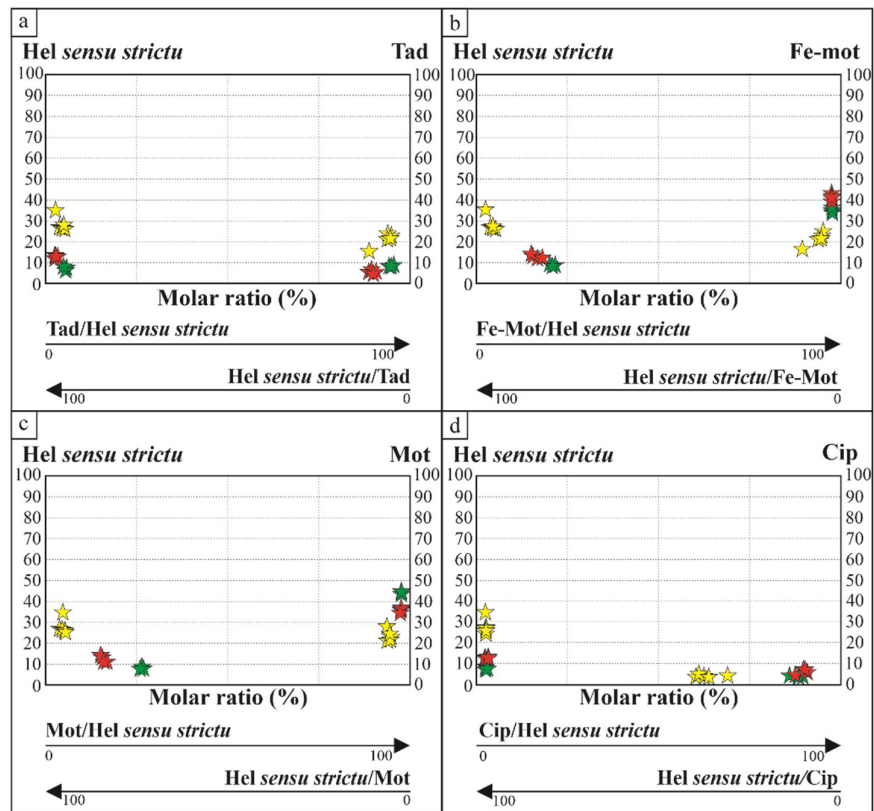 a
Hel sensu strictu Tad
100 100
90 90
80 80
70 70
60 60
50 50
40 40
30 30
20 20
10 10
0 0
Molar ratio (%)
Tad/Hel sensu strictu
0 100
Hel sensu strictu/Tad
100 0
b
Hel sensu strictu Fe-mot
100 100
90 90
80 80
70 70
60 60
50 50
40 40
30 30
20 20
10 10
0 0
Molar ratio (%)
Fe-Mot/Hel sensu strictu
0 100
Hel sensu strictu/Fe-Mot
100 0
c
Hel sensu strictu Mot
100 100
90 90
80 80
70 70
60 60
50 50
40 40
30 30
20 20
10 10
0 0
Molar ratio (%)
Mot/Hel sensu strictu
0 100
Hel sensu strictu/Mot
100 0
d
Hel sensu strictu Cip
100 100
90 90
80 80
70 70
60 60
50 50
40 40
30 30
20 20
10 10
0 0
Molar ratio (%)
Cip/Hel sensu strictu
0 100
Hel sensu strictu/Cip
100 0